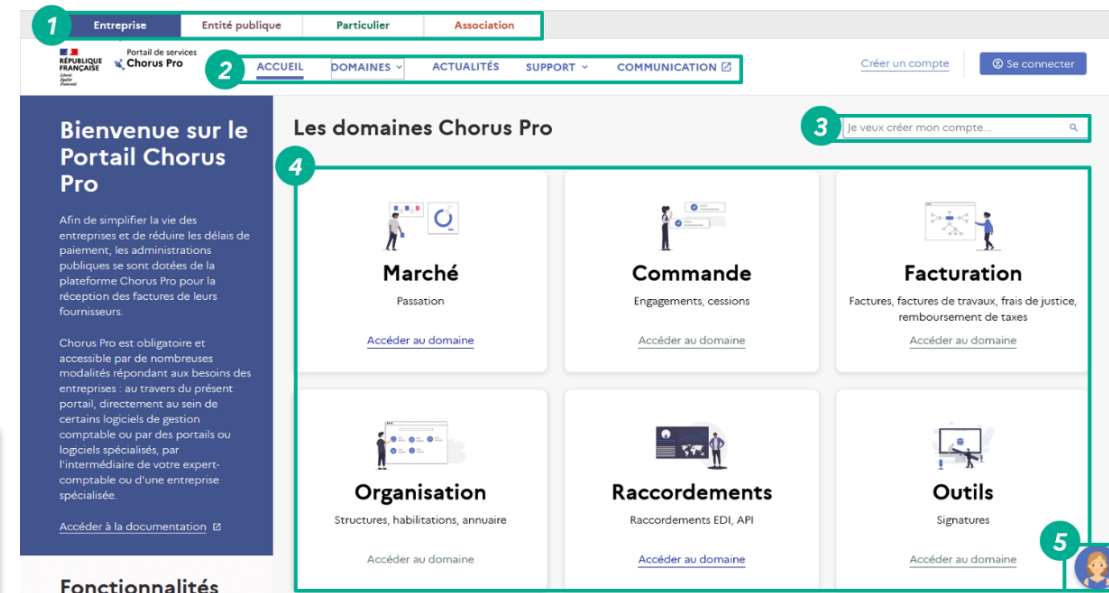 1 Entreprise Entité publique Particulier Association
RÉPUBLIQUE
FRANÇAISE
Liberté
Égalité
Fraternité
Portail de services
Chorus Pro
2 ACCUEIL DOMAINES ACTUALITÉS SUPPORT COMMUNICATION
Créer un compte
Se connecter
Bienvenue sur le
Portail Chorus
Pro
Afin de simplifier la vie des
entreprises et de réduire les délais de
paiement, les administrations
publiques se sont dotées de la
plateforme Chorus Pro pour la
réception des factures de leurs
fournisseurs.
Chorus Pro est obligatoire et
accessible par de nombreuses
modalités répondant aux besoins des
entreprises : au travers du présent
portail, directement au sein de
certains logiciels de gestion
comptable ou par des portails ou
logiciels spécialisés, par
l'intermédiaire de votre expert-
comptable ou d'une entreprise
spécialisée.
Accéder à la documentation
Fonctionnalités
Les domaines Chorus Pro
3 Je veux créer mon compte...
4
Marché
Passation
Accéder au domaine
Commande
Engagements, cessions
Accéder au domaine
Facturation
Factures, factures de travaux, frais de justice,
remboursement de taxes
Accéder au domaine
Organisation
Structures, habilitations, annuaire
Accéder au domaine
Raccordements
Raccordements EDI, API
Accéder au domaine
Outils
Signatures
Accéder au domaine
5